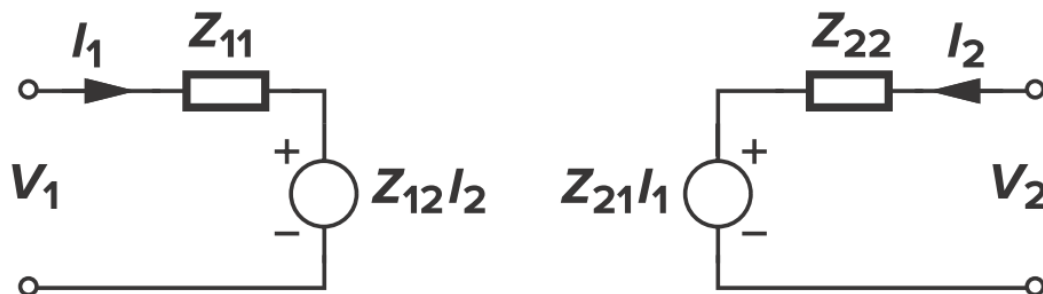 I₁ Z₁₁ Z₂₂ I₂
+ +
V₁ Z₁₂I₂ Z₂₁I₁ V₂
− −